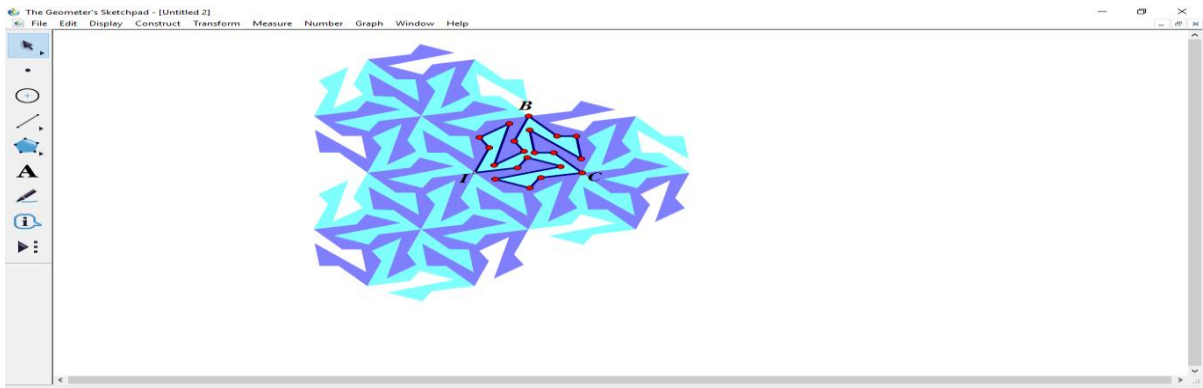 The Geometer's Sketchpad - [Untitled 2]
File Edit Display Construct Transform Measure Number Graph Window Help
A
B
I
C